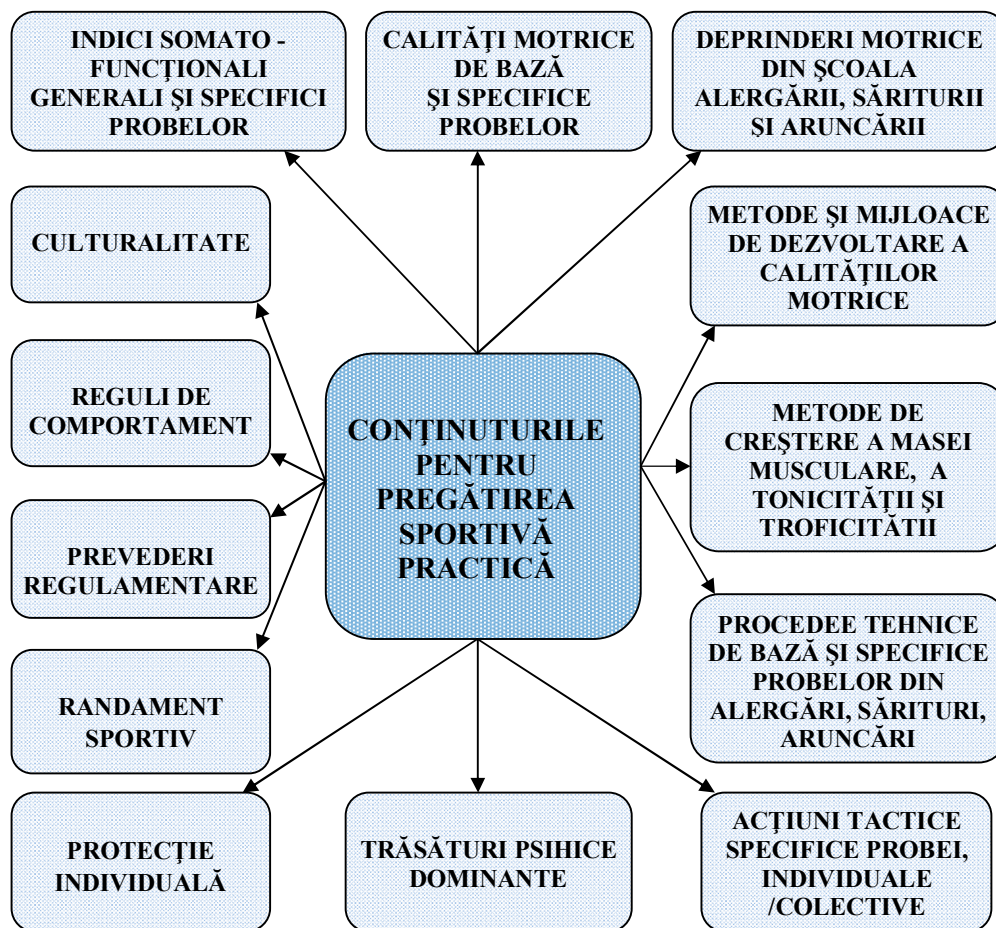 INDICI SOMATO -
FUNCŢIONALI
GENERALI ŞI SPECIFICI
PROBELOR
CALITĂŢI MOTRICE
DE BAZĂ
ŞI SPECIFICE
PROBELOR
DEPRINDERI MOTRICE
DIN ŞCOALA
ALERGĂRII, SĂRITURII
ŞI ARUNCĂRII
CULTURALITATE
METODE ŞI MIJLOACE
DE DEZVOLTARE A
CALITĂŢILOR
MOTRICE
REGULI DE
COMPORTAMENT
CONŢINUTURILE
PENTRU
PREGĂTIREA
SPORTIVĂ
PRACTICĂ
METODE DE
CREŞTERE A MASEI
MUSCULARE, A
TONICITĂŢII ŞI
TROFICITĂTII
PREVEDERI
REGULAMENTARE
RANDAMENT
SPORTIV
PROCEDEE TEHNICE
DE BAZĂ ŞI SPECIFICE
PROBELOR DIN
ALERGĂRI, SĂRITURI,
ARUNCĂRI
PROTECŢIE
INDIVIDUALĂ
TRĂSĂTURI PSIHICE
DOMINANTE
ACŢIUNI TACTICE
SPECIFICE PROBEI,
INDIVIDUALE
/COLECTIVE